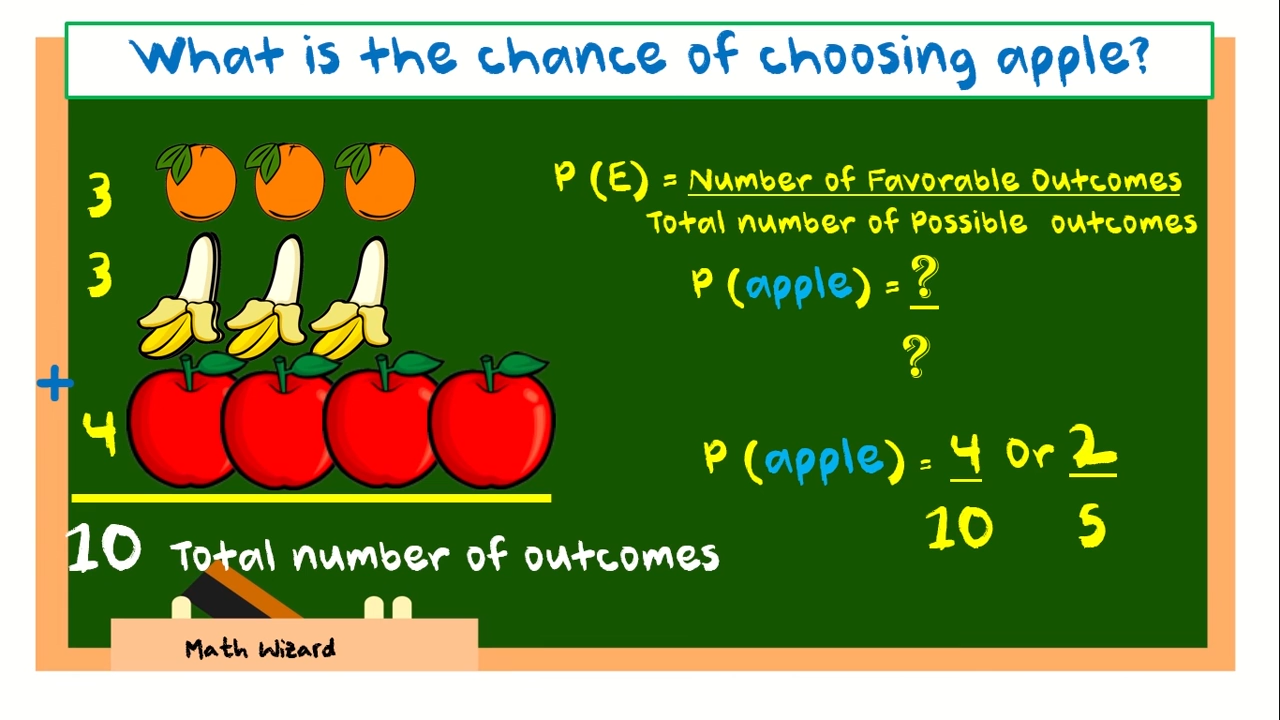 What is the chance of choosing apple?
3
P (E) = Number of Favorable Outcomes
Total number of Possible outcomes
3
P (apple) = ?
?
+
4
P (apple) = 4 or 2
10 5
10 Total number of outcomes
Math Wizard